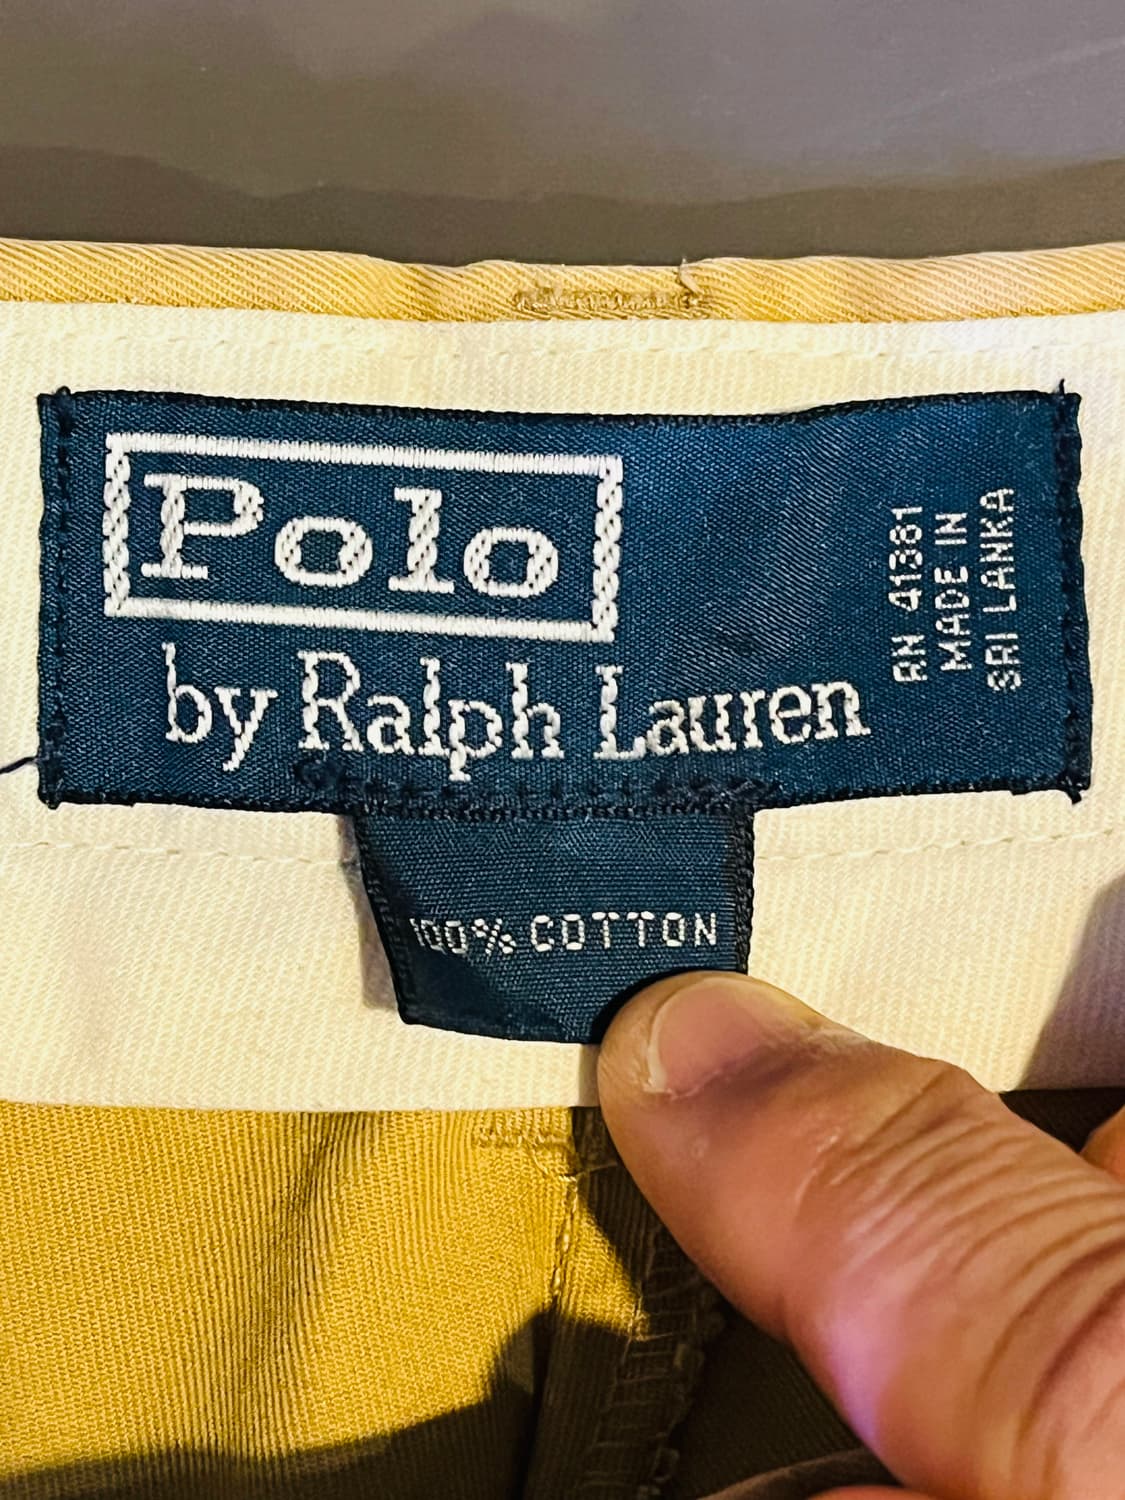 Polo
by Ralph Lauren
RN 41381
MADE IN
SRI LANKA
100% COTTON